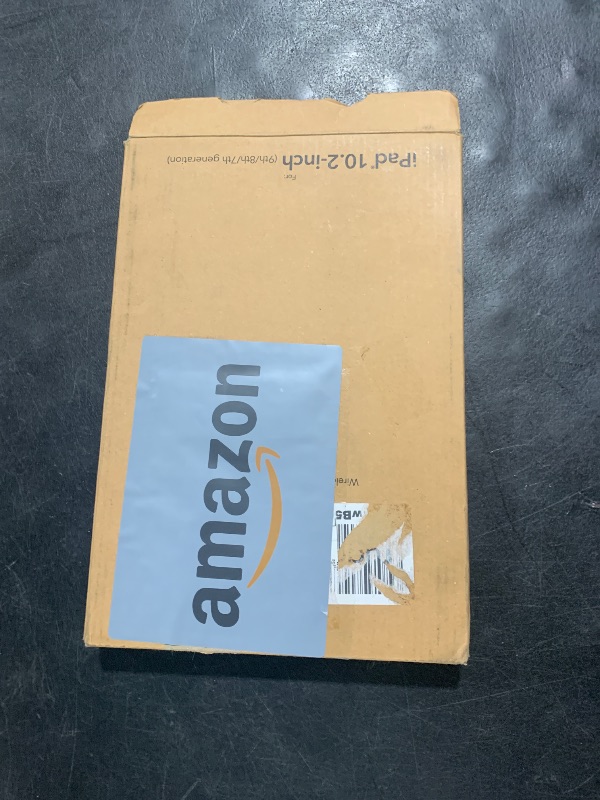 For:
iPad® 10.2-inch (9th/8th/7th generation)
amazon